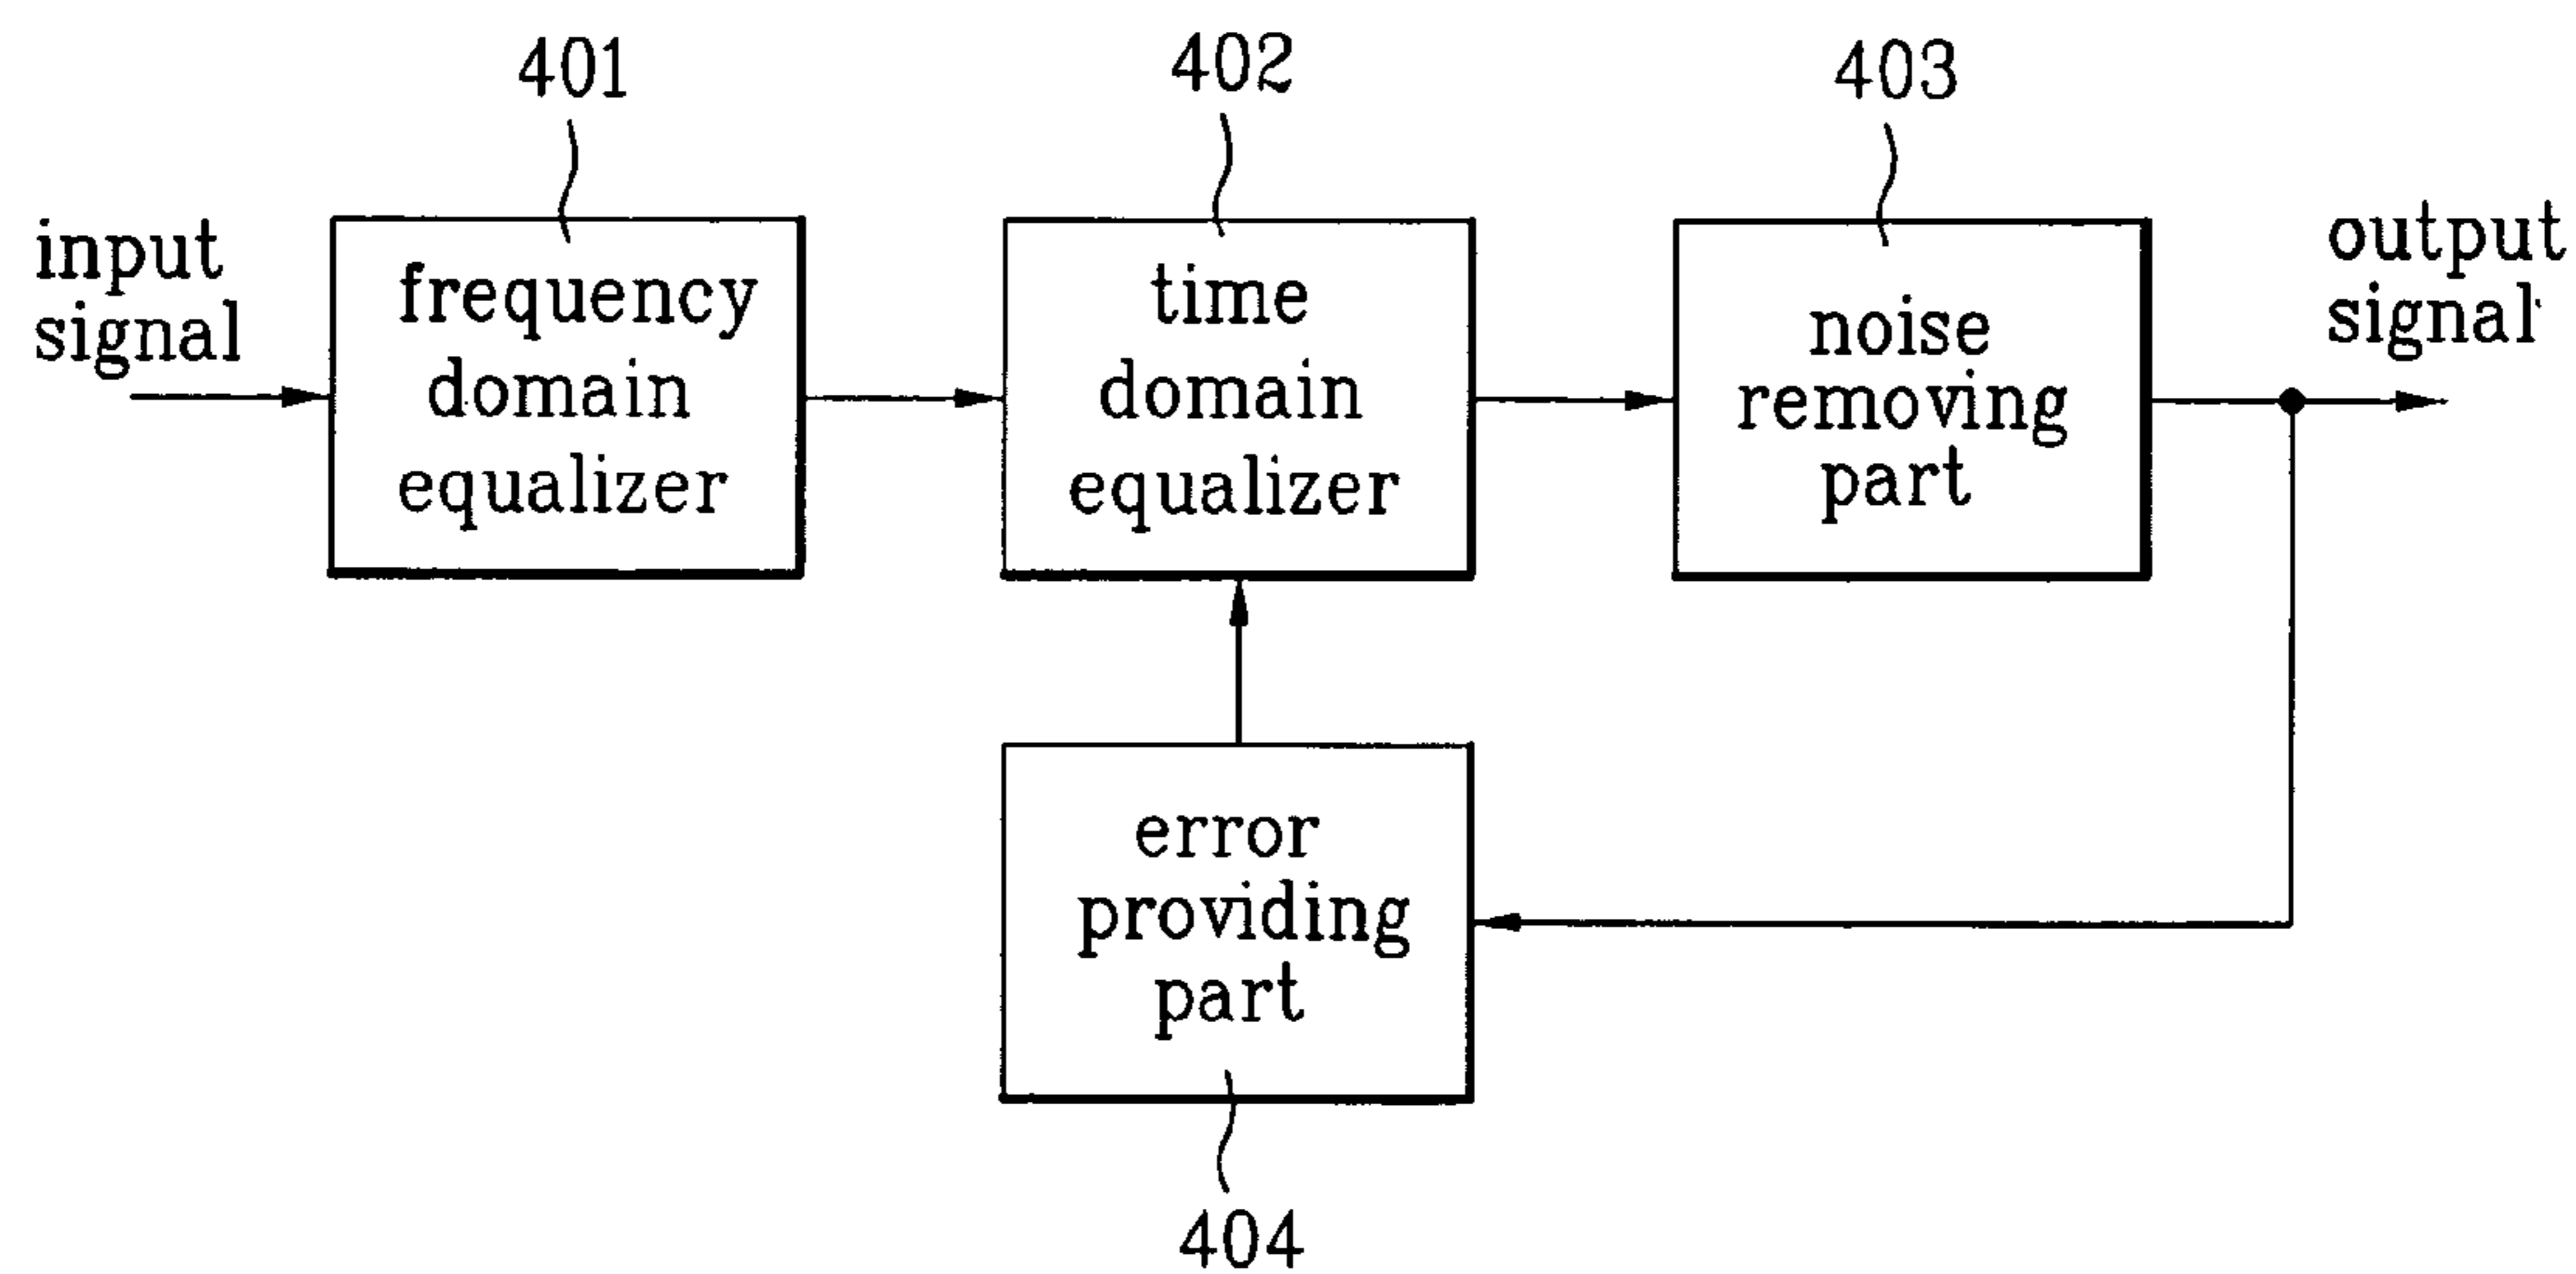 401
402
403
input
signal
frequency
domain
equalizer
time
domain
equalizer
noise
removing
part
output
signal
error
providing
part
404